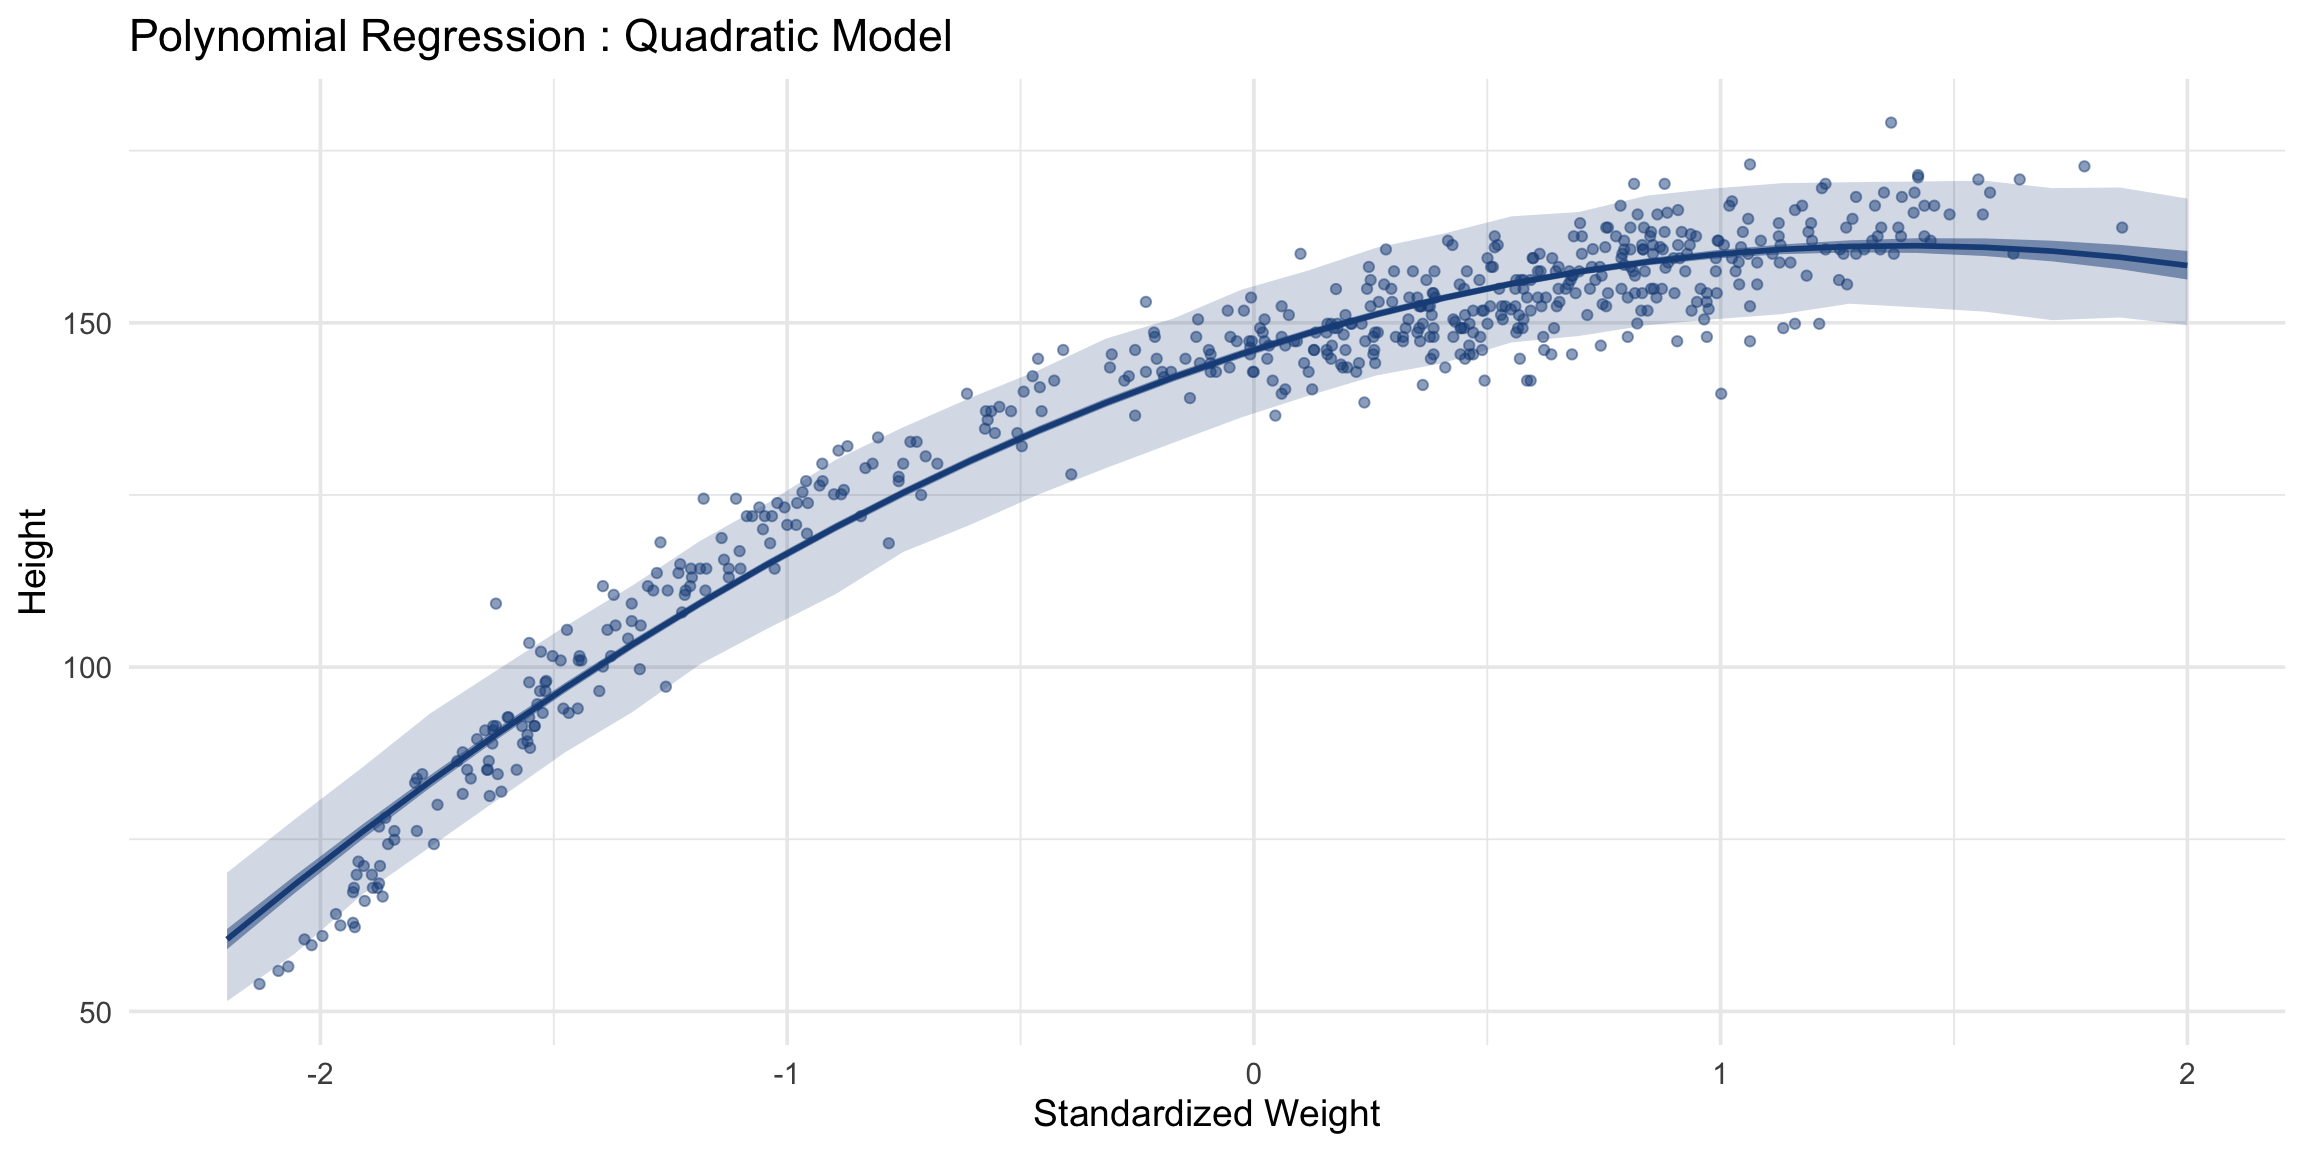 Polynomial Regression : Quadratic Model
Height
150
100
50
-2 -1 0 1 2
Standardized Weight